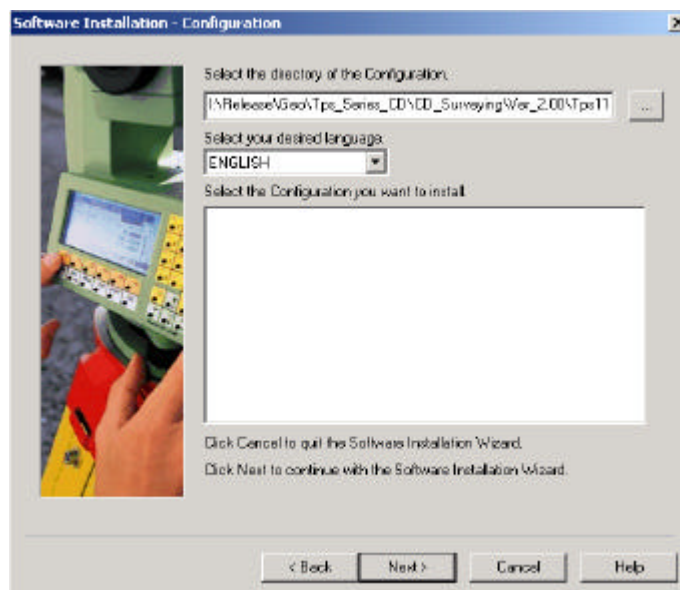 Software Installation - Configuration
Select the directory of the Configuration.
I:\Release\Geo\Tps_Series_CD\CD_Surveying\Ver_2.00\Tps11
...
Select your desired language:
ENGLISH
Select the Configuration you want to install.
Click Cancel to quit the Software Installation Wizard.
Click Next to continue with the Software Installation Wizard.
< Back
Next >
Cancel
Help